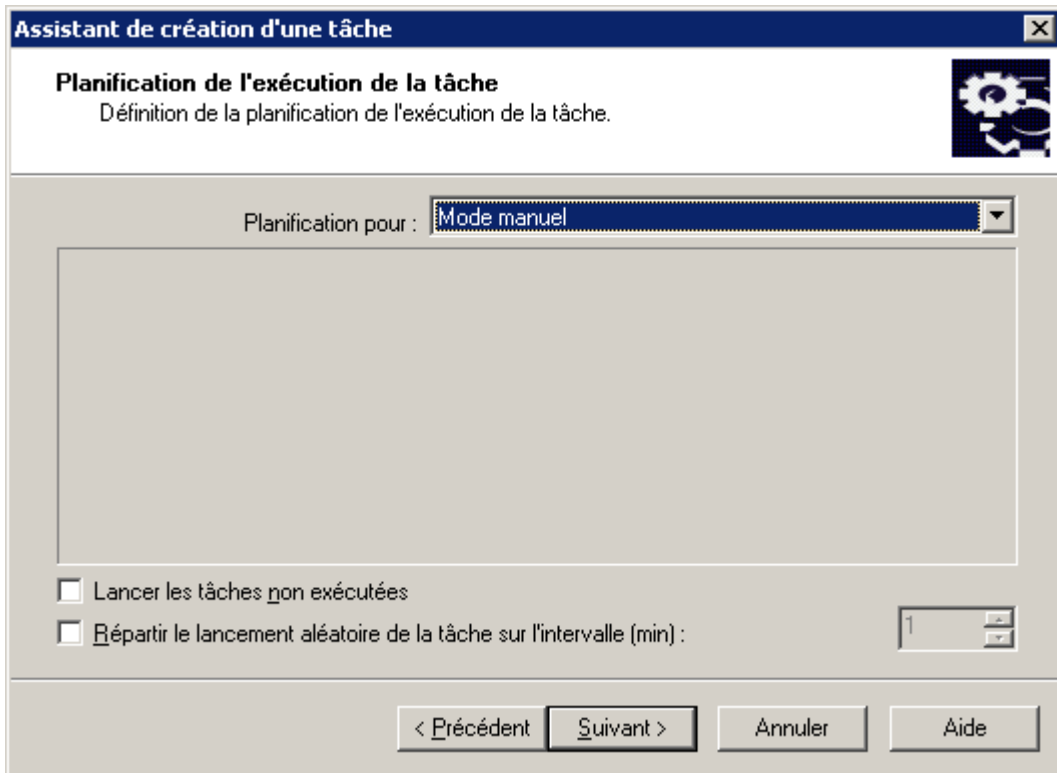 Assistant de création d'une tâche
Planification de l'exécution de la tâche
Définition de la planification de l'exécution de la tâche.
Planification pour : Mode manuel
Lancer les tâches non exécutées
Répartir le lancement aléatoire de la tâche sur l'intervalle (min) : 1
< Précédent Suivant > Annuler Aide